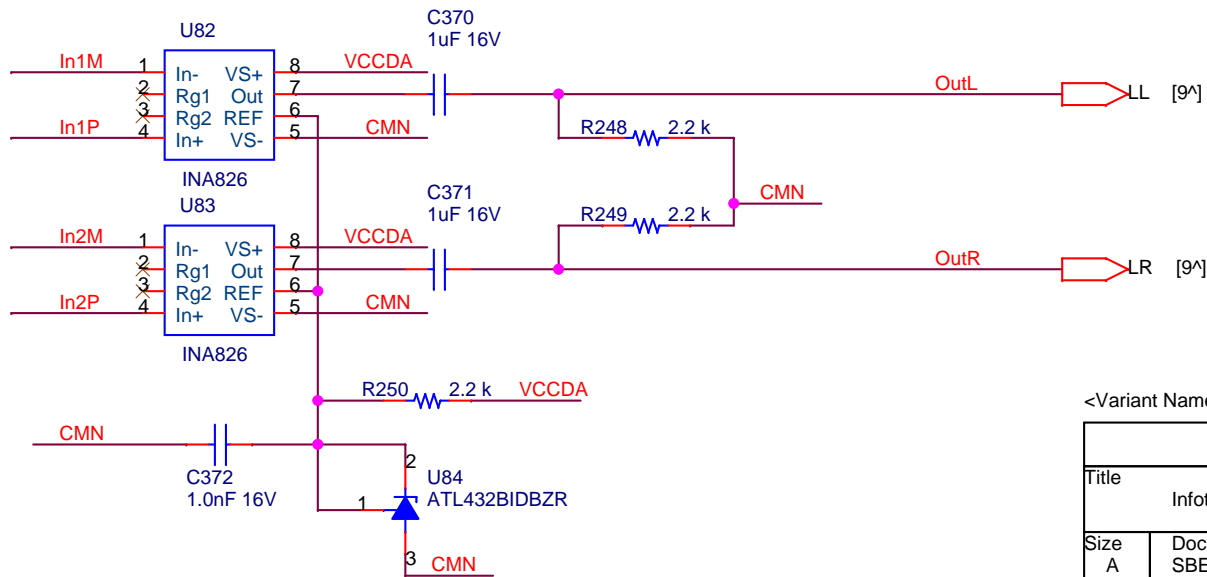 U82
C370
1uF 16V
In1M 1 In- VS+ 8 VCCDA
2 Rg1 Out 7 OutL LL [9^]
3 Rg2 REF 6
In1P 4 In+ VS- 5 CMN
R248 2.2 k
INA826
CMN
U83
C371
1uF 16V
R249 2.2 k
In2M 1 In- VS+ 8 VCCDA
2 Rg1 Out 7 OutR LR [9^]
3 Rg2 REF 6
In2P 4 In+ VS- 5 CMN
INA826
R250 2.2 k VCCDA
<Variant Name
CMN
C372
1.0nF 16V
2
U84
ATL432BIDBZR
1
3 CMN
Title
Infot
Size
A
Doc
SBE